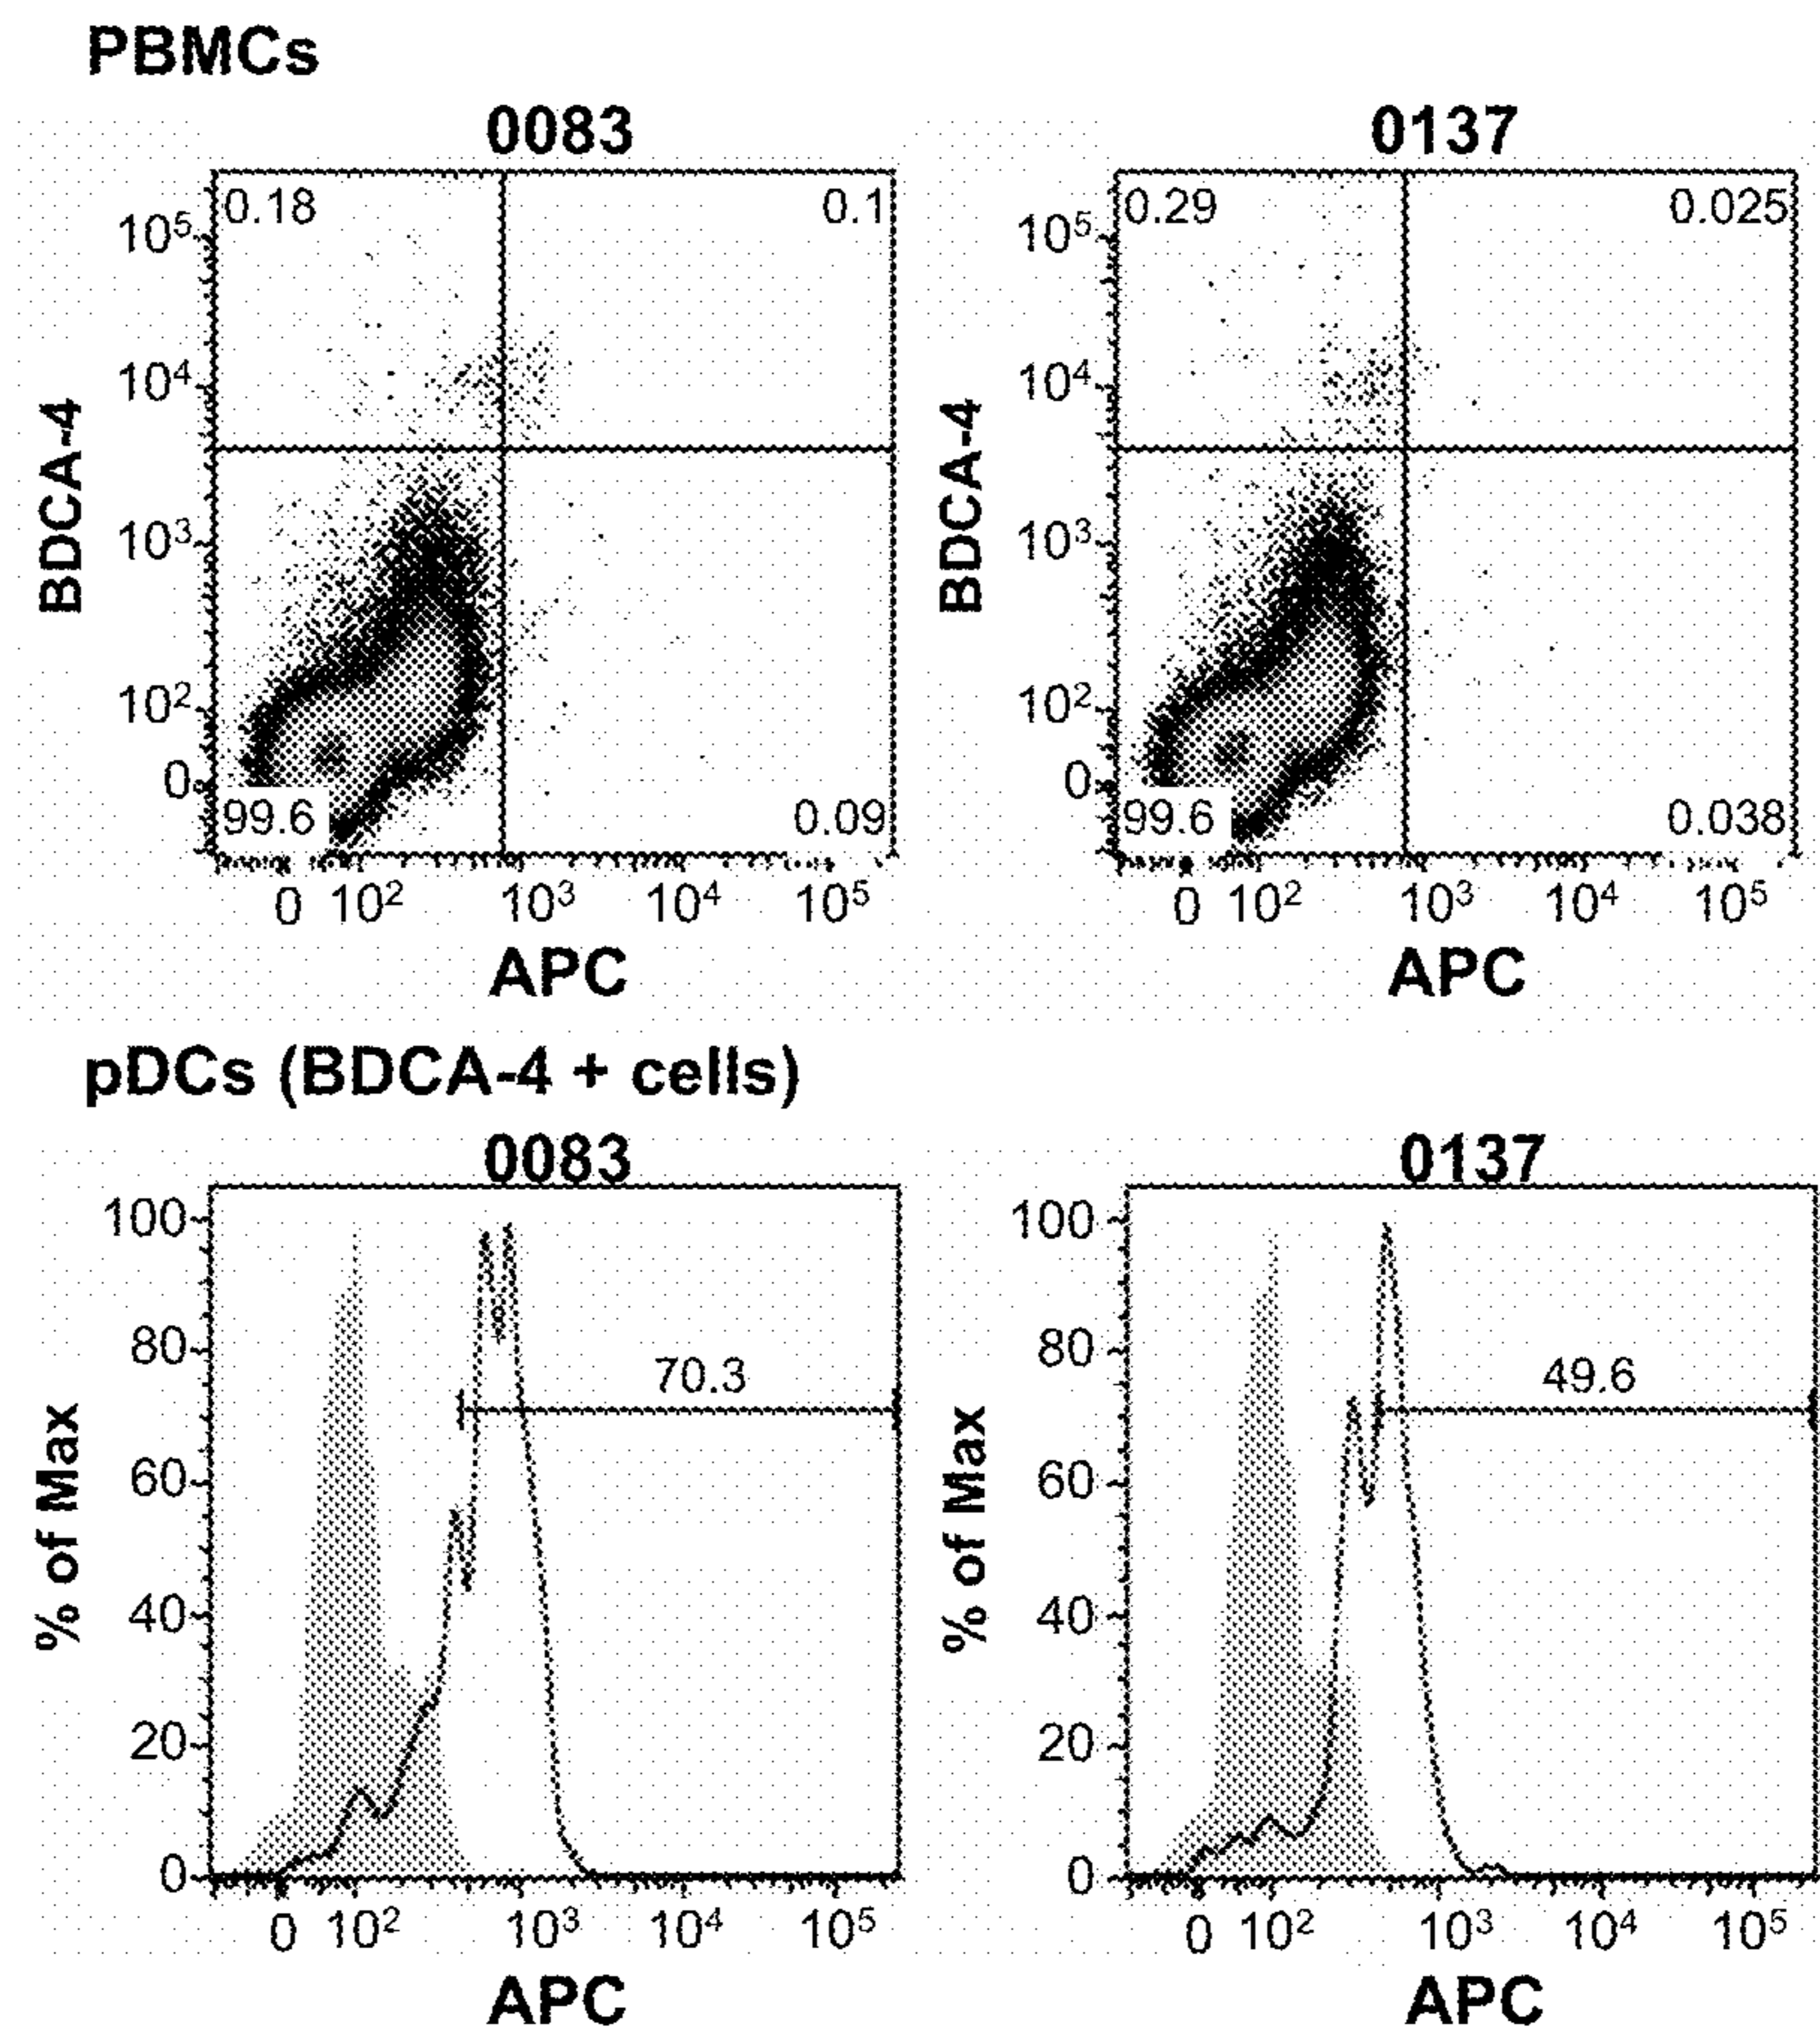 PBMCs
0083
0137
0.18
0.1
0.29
0.025
10⁵
10⁴
10³
10²
0
BDCA-4
99.6
0.09
0 10² 10³ 10⁴ 10⁵
APC
10⁵
10⁴
10³
10²
0
BDCA-4
99.6
0.038
0 10² 10³ 10⁴ 10⁵
APC
pDCs (BDCA-4 + cells)
0083
0137
100
80
60
40
20
0
% of Max
70.3
0 10² 10³ 10⁴ 10⁵
APC
100
80
60
40
20
0
% of Max
49.6
0 10² 10³ 10⁴ 10⁵
APC